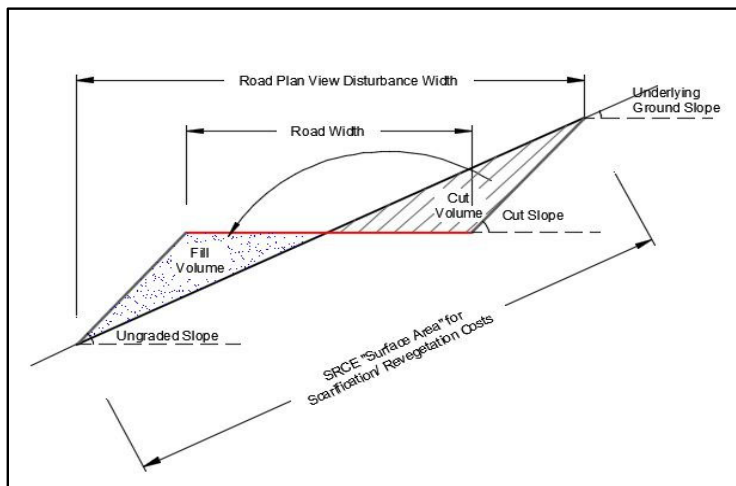 Road Plan View Disturbance Width
Underlying
Ground Slope
Road Width
Cut
Volume
Cut Slope
Fill
Volume
Ungraded Slope
SRCE "Surface Area" for
Scarification/ Revegetation Costs